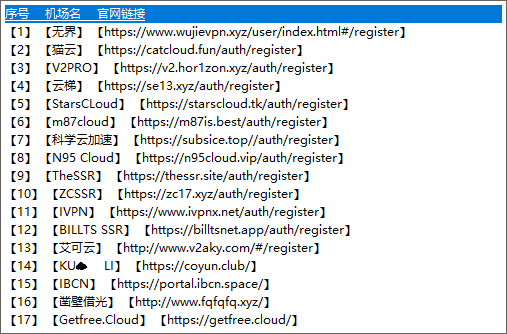 序号 机场名 官网链接
【1】【无界】【https://www.wujievpn.xyz/user/index.html#/register】
【2】【猫云】【https://catcloud.fun/auth/register】
【3】【V2PRO】【https://v2.hor1zon.xyz/auth/register】
【4】【云梯】【https://se13.xyz/auth/register】
【5】【StarsCLoud】【https://starscloud.tk/auth/register】
【6】【m87cloud】【https://m87is.best/auth/register】
【7】【科学云加速】【https://subsice.top//auth/register】
【8】【N95 Cloud】【https://n95cloud.vip/auth/register】
【9】【TheSSR】【https://thessr.site/auth/register】
【10】【ZCSSR】【https://zc17.xyz/auth/register】
【11】【IVPN】【https://www.ivpnx.net/auth/register】
【12】【BILLTS SSR】【https://billtsnet.app/auth/register】
【13】【艾可云】【http://www.v2aky.com/#/register】
【14】【KU☁ LI】【https://coyun.club/】
【15】【IBCN】【https://portal.ibcn.space/】
【16】【凿壁借光】【http://www.fqfqfq.xyz/】
【17】【Getfree.Cloud】【https://getfree.cloud/】